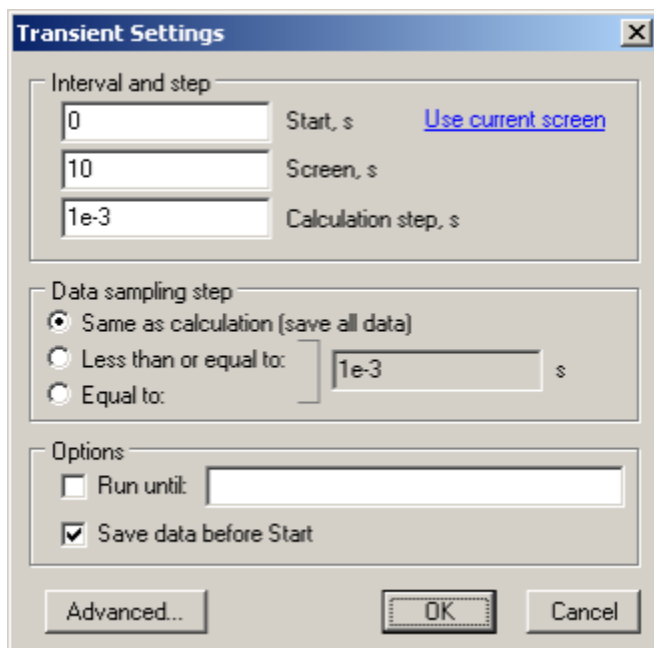 Transient Settings
Interval and step
0 Start, s Use current screen
10 Screen, s
1e-3 Calculation step, s
Data sampling step
Same as calculation (save all data)
Less than or equal to:
1e-3 s
Equal to:
Options
Run until:
Save data before Start
Advanced... OK Cancel